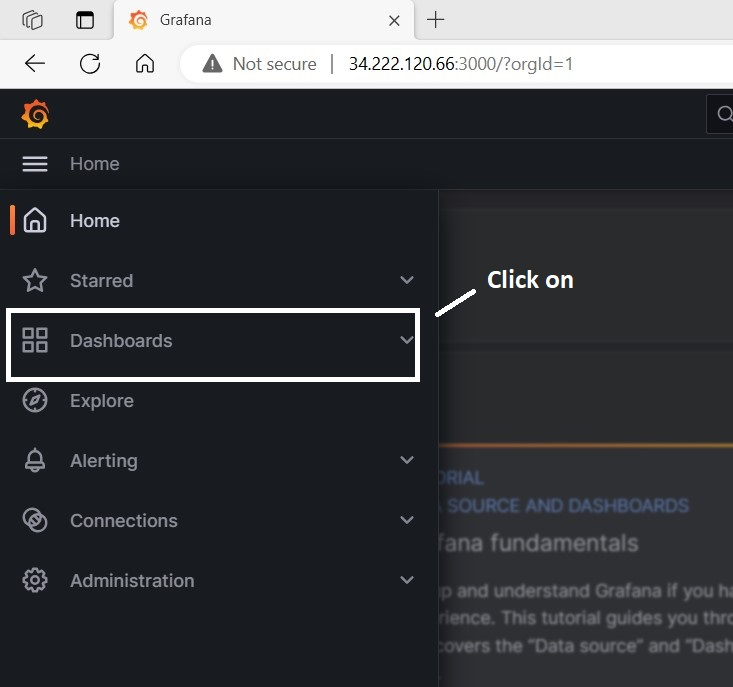 Grafana
Not secure | 34.222.120.66:3000/?orgId=1
Home
Home
Starred
Click on
Dashboards
Explore
Alerting
ORIAL
SOURCE AND DASHBOARDS
Connections
fana fundamentals
Administration
p and understand Grafana if you ha
rience. This tutorial guides you thro
covers the "Data source" and "Dash